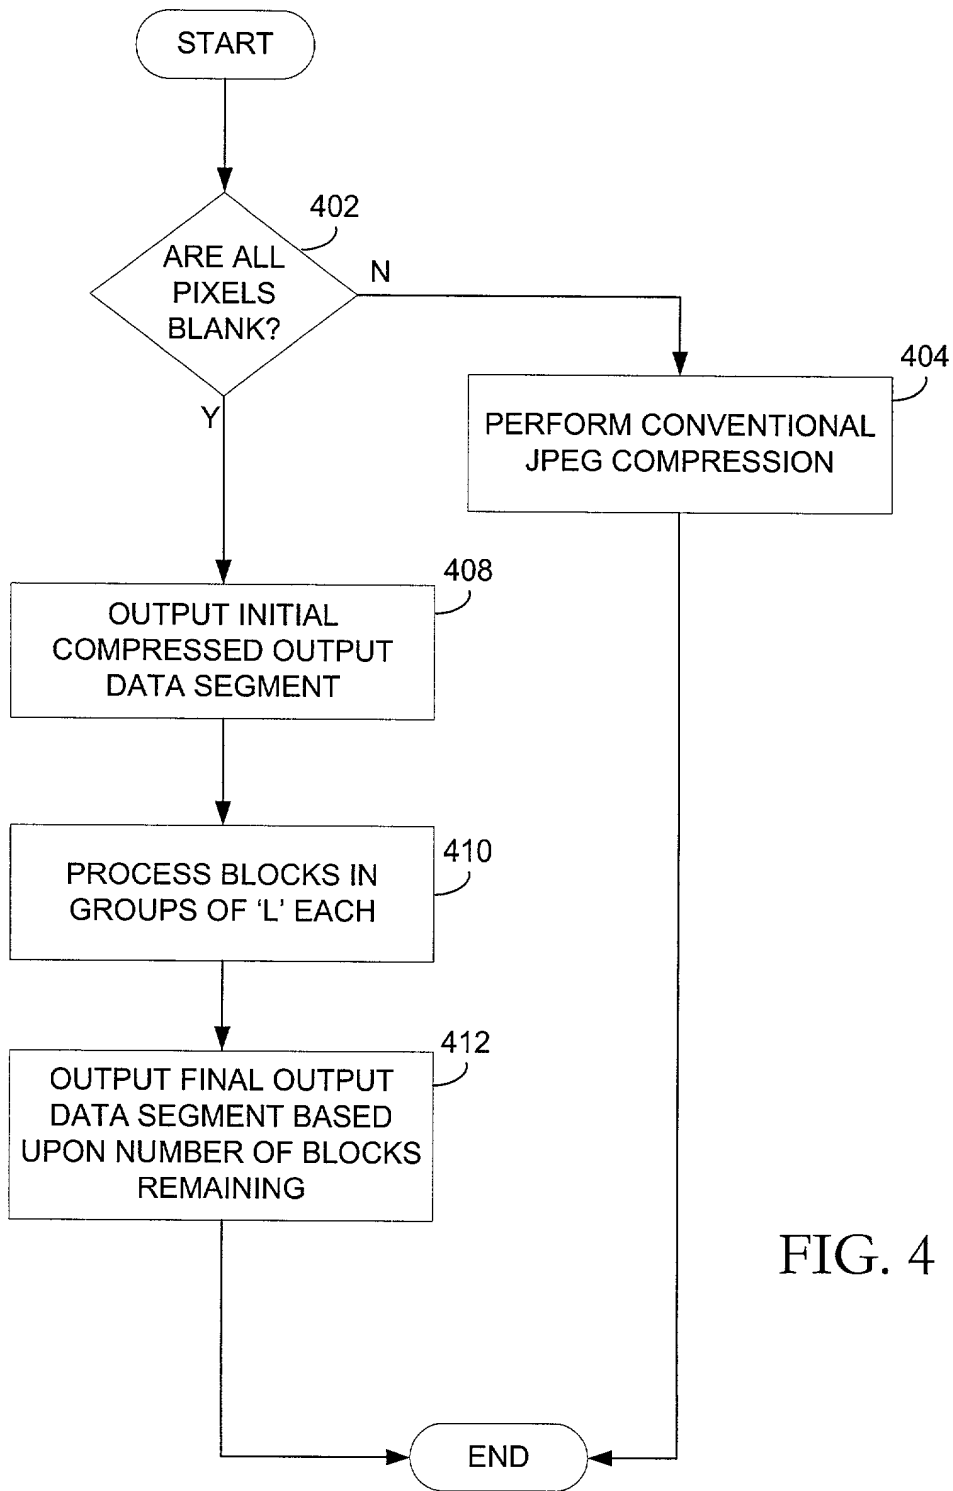 START
402
ARE ALL
PIXELS
BLANK?
N
Y
404
PERFORM CONVENTIONAL
JPEG COMPRESSION
408
OUTPUT INITIAL
COMPRESSED OUTPUT
DATA SEGMENT
410
PROCESS BLOCKS IN
GROUPS OF ‘L’ EACH
412
OUTPUT FINAL OUTPUT
DATA SEGMENT BASED
UPON NUMBER OF BLOCKS
REMAINING
FIG. 4
END